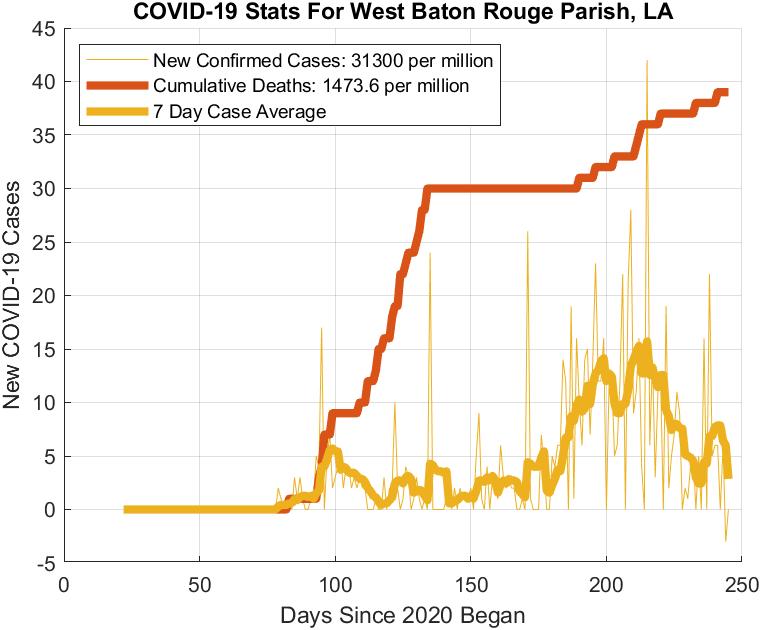 COVID-19 Stats For West Baton Rouge Parish, LA
New Confirmed Cases: 31300 per million
Cumulative Deaths: 1473.6 per million
7 Day Case Average
New COVID-19 Cases
45
40
35
30
25
20
15
10
5
0
-5
0 50 100 150 200 250
Days Since 2020 Began